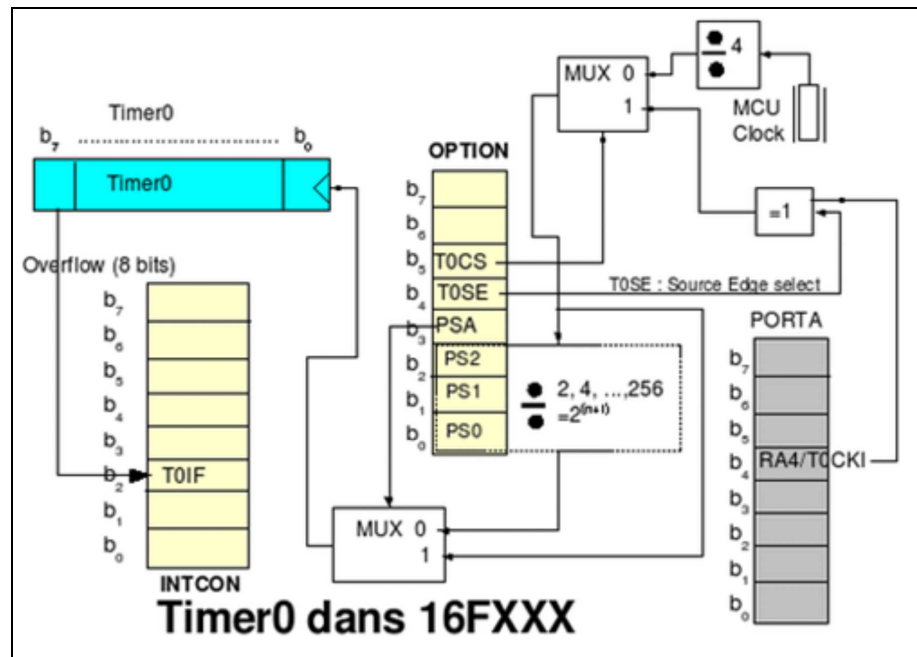 MUX 0
1
4
MCU
Clock
Timer0
b7 b0
Timer0
Overflow (8 bits)
OPTION
b7
b6
b5 T0CS
b4 T0SE
b3 PSA
b2 PS2
b1 PS1
b0 PS0
=1
T0SE : Source Edge select
2, 4, ...,256
=2(n+1)
PORTA
b7
b6
b5
b4 RA4/T0CKI
b3
b2
b1
b0
b7
b6
b5
b4
b3
b2 T0IF
b1
b0
INTCON
MUX 0
1
Timer0 dans 16FXXX